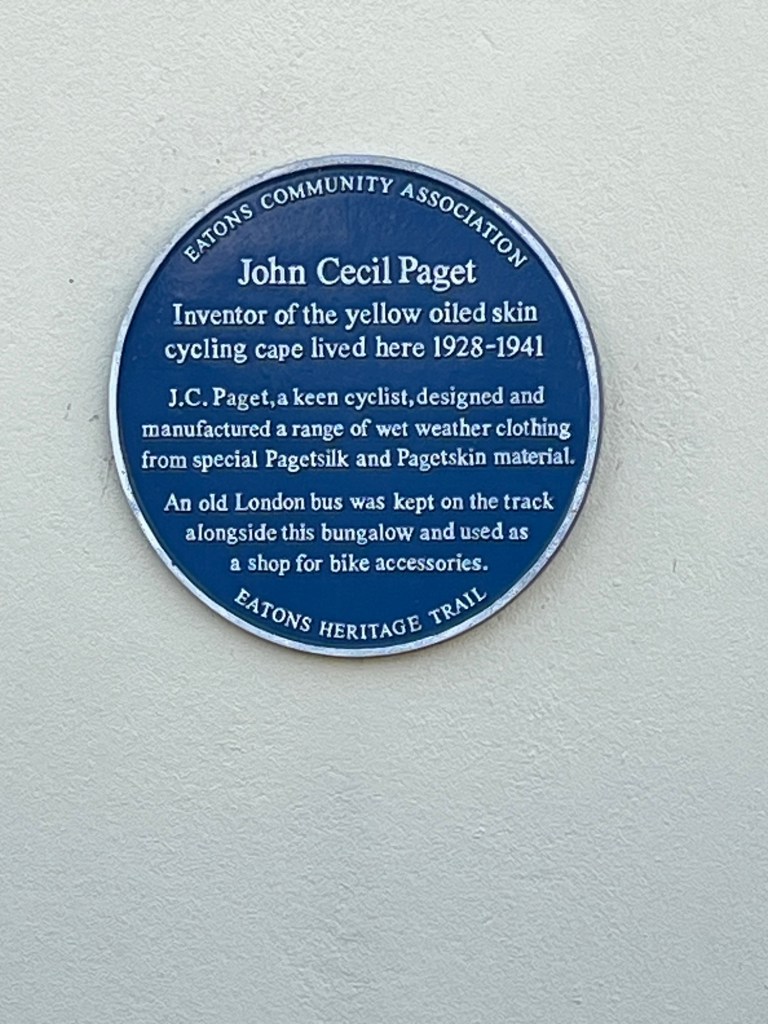 EATONS COMMUNITY ASSOCIATION
John Cecil Paget
Inventor of the yellow oiled skin
cycling cape lived here 1928-1941
J.C. Paget, a keen cyclist, designed and
manufactured a range of wet weather clothing
from special Pagetsilk and Pagetskin material.
An old London bus was kept on the track
alongside this bungalow and used as
a shop for bike accessories.
EATONS HERITAGE TRAIL